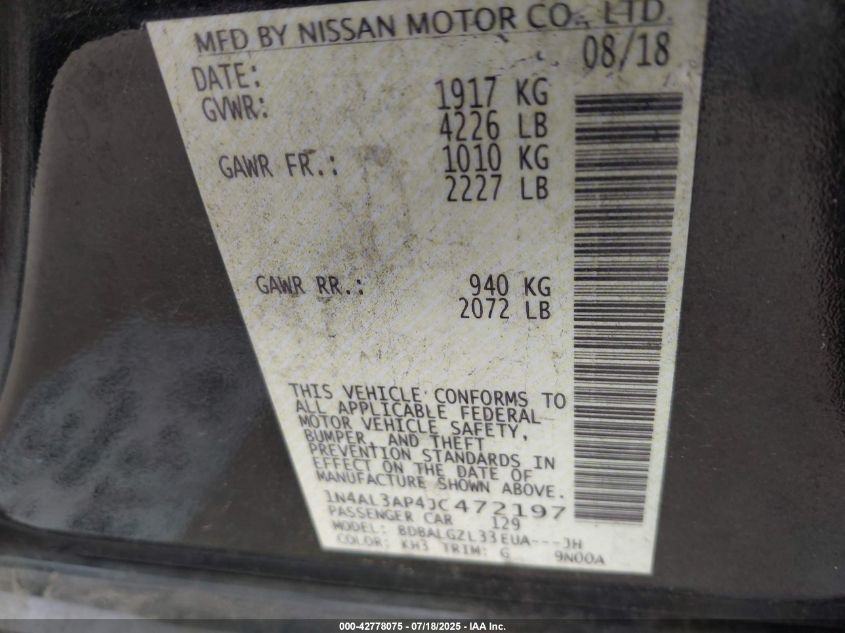 MFD BY NISSAN MOTOR CO., LTD.
DATE: 08/18
GVWR: 1917 KG
4226 LB
GAWR FR.: 1010 KG
2227 LB
GAWR RR.: 940 KG
2072 LB
THIS VEHICLE CONFORMS TO
ALL APPLICABLE FEDERAL
MOTOR VEHICLE SAFETY,
BUMPER, AND THEFT
PREVENTION STANDARDS IN
EFFECT ON THE DATE OF
MANUFACTURE SHOWN ABOVE.
1N4AL3AP4JC472197
PASSENGER CAR 129
MODEL: BDBALGZL33EUA---JH
COLOR: KH3 TRIM: G 9N00A
000-42778075 - 07/18/2025 - IAA Inc.